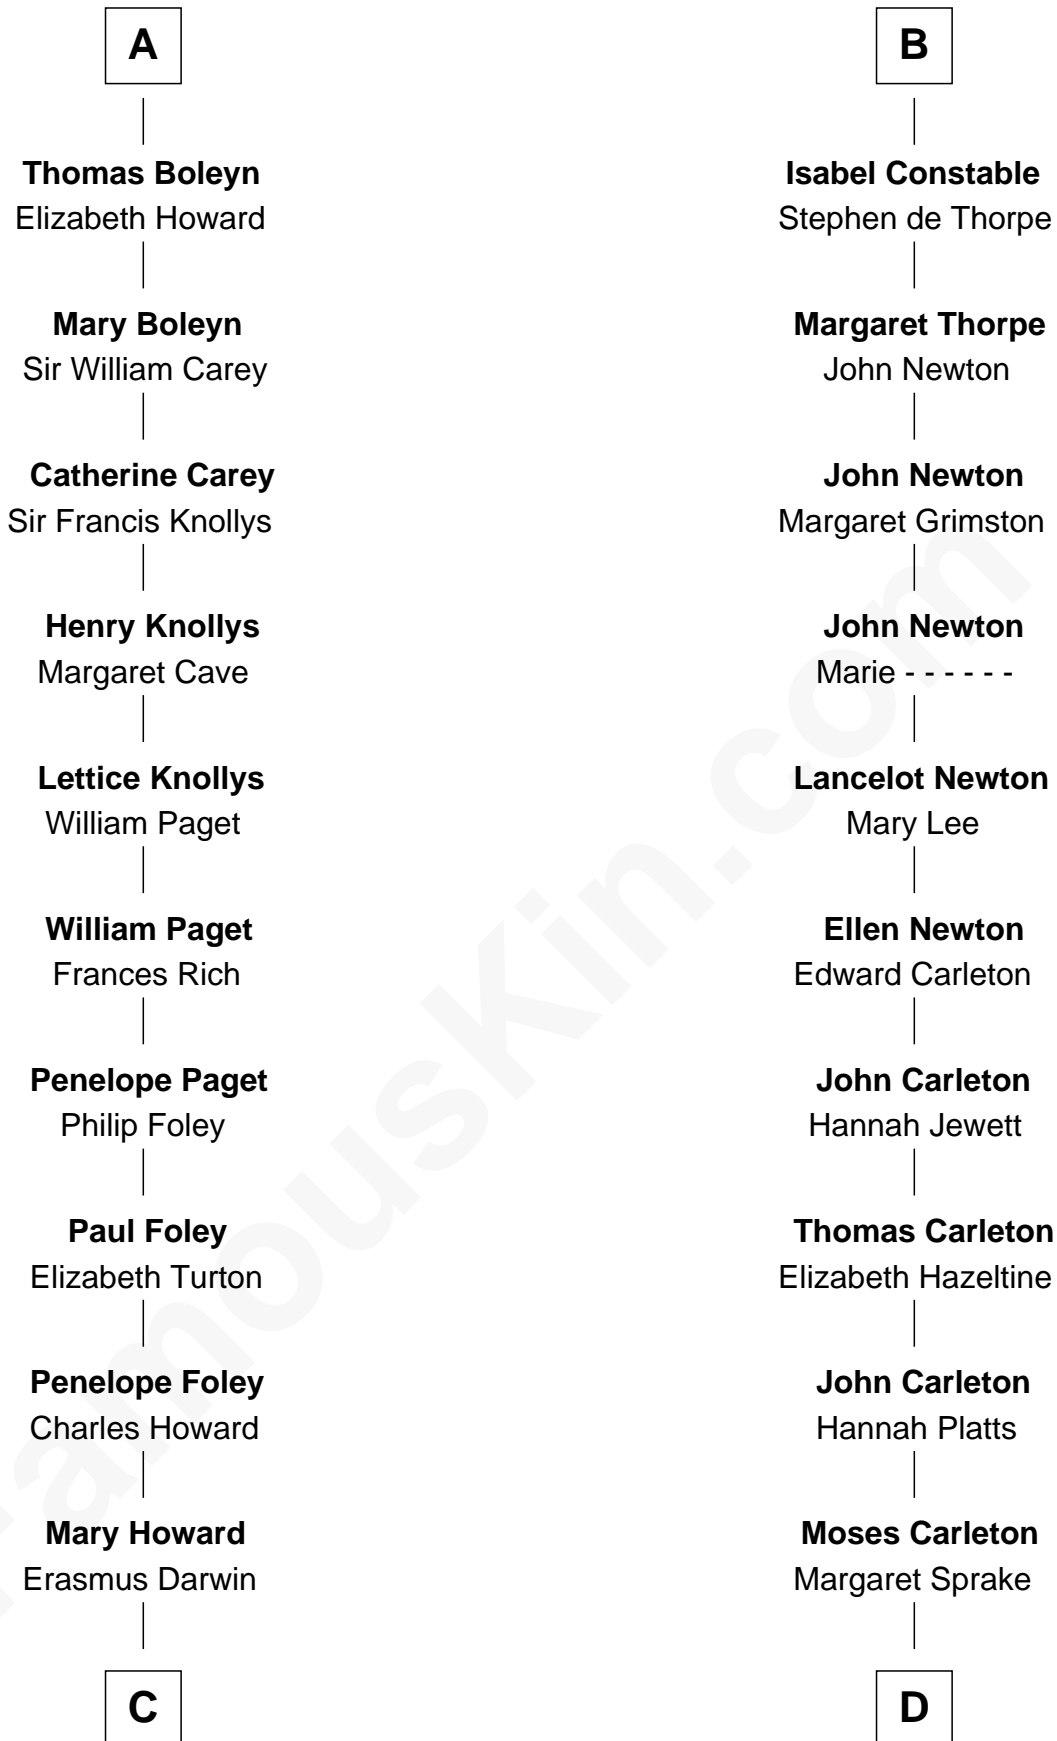 A
Thomas Boleyn
Elizabeth Howard
Mary Boleyn
Sir William Carey
Catherine Carey
Sir Francis Knollys
Henry Knollys
Margaret Cave
Lettice Knollys
William Paget
William Paget
Frances Rich
Penelope Paget
Philip Foley
Paul Foley
Elizabeth Turton
Penelope Foley
Charles Howard
Mary Howard
Erasmus Darwin
C
B
Isabel Constable
Stephen de Thorpe
Margaret Thorpe
John Newton
John Newton
Margaret Grimston
John Newton
Marie - - - - - -
Lancelot Newton
Mary Lee
Ellen Newton
Edward Carleton
John Carleton
Hannah Jewett
Thomas Carleton
Elizabeth Hazeltine
John Carleton
Hannah Platts
Moses Carleton
Margaret Sprake
D
FamousKin.com